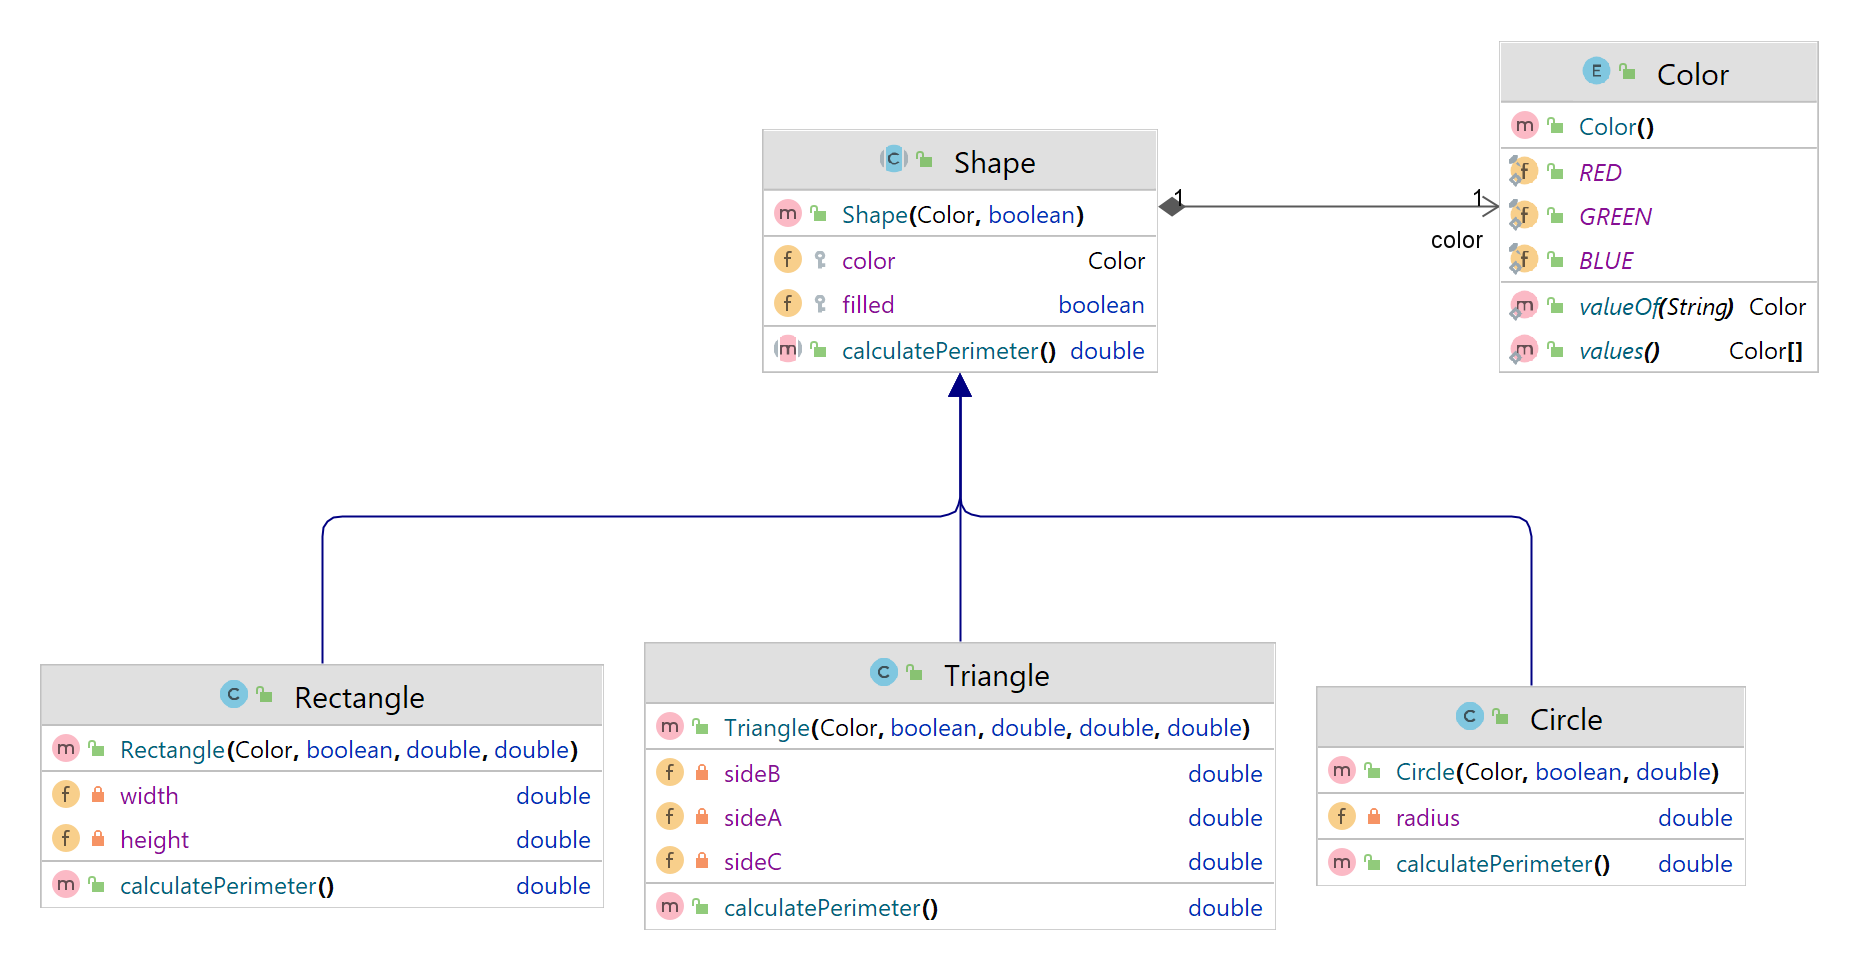 E Color
m Color()
f RED
f GREEN
f BLUE
m valueOf(String) Color
m values() Color[]
C Shape
m Shape(Color, boolean)
f color Color
f filled boolean
m calculatePerimeter() double
1 1
color
C Rectangle
m Rectangle(Color, boolean, double, double)
f width double
f height double
m calculatePerimeter() double
C Triangle
m Triangle(Color, boolean, double, double, double)
f sideB double
f sideA double
f sideC double
m calculatePerimeter() double
C Circle
m Circle(Color, boolean, double)
f radius double
m calculatePerimeter() double